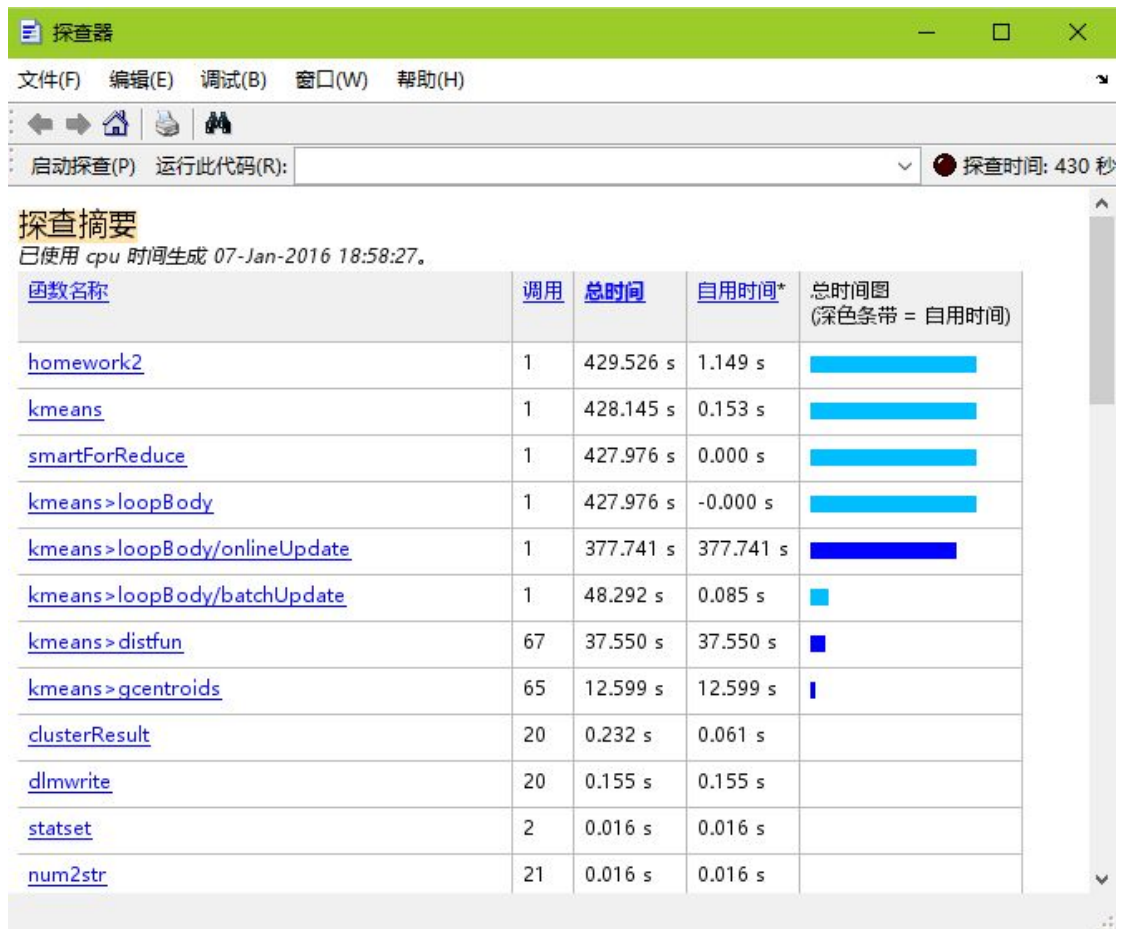 探查器
文件(F) 编辑(E) 调试(B) 窗口(W) 帮助(H)
启动探查(P) 运行此代码(R): 探查时间: 430 秒
探查摘要
已使用 cpu 时间生成 07-Jan-2016 18:58:27。
函数名称 调用 总时间 自用时间* 总时间图
(深色条带 = 自用时间)
homework2 1 429.526 s 1.149 s
kmeans 1 428.145 s 0.153 s
smartForReduce 1 427.976 s 0.000 s
kmeans>loopBody 1 427.976 s -0.000 s
kmeans>loopBody/onlineUpdate 1 377.741 s 377.741 s
kmeans>loopBody/batchUpdate 1 48.292 s 0.085 s
kmeans>distfun 67 37.550 s 37.550 s
kmeans>gcentroids 65 12.599 s 12.599 s
clusterResult 20 0.232 s 0.061 s
dlmwrite 20 0.155 s 0.155 s
statset 2 0.016 s 0.016 s
num2str 21 0.016 s 0.016 s